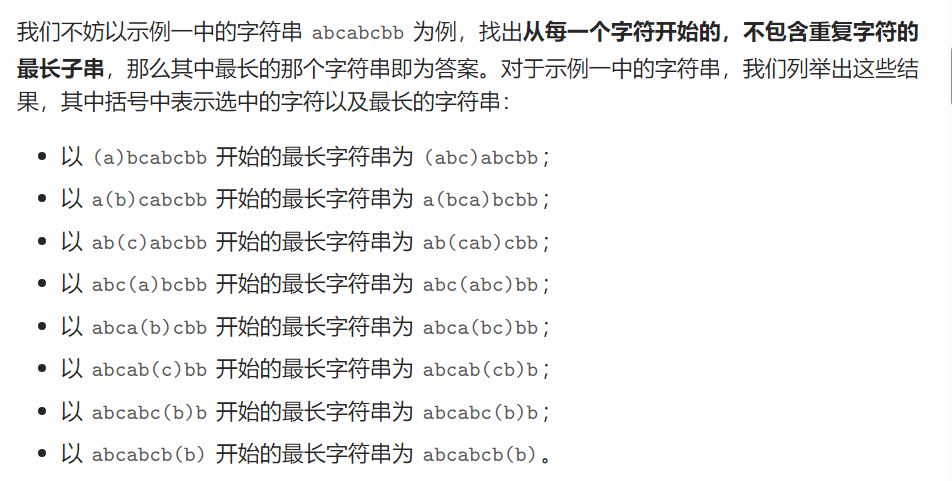 我们不妨以示例一中的字符串 abcabcbb 为例，找出从每一个字符开始的，不包含重复字符的
最长子串，那么其中最长的那个字符串即为答案。对于示例一中的字符串，我们列举出这些结
果，其中括号中表示选中的字符以及最长的字符串：
• 以 (a)bcabcbb 开始的最长字符串为 (abc)abcbb；
• 以 a(b)cabcbb 开始的最长字符串为 a(bca)bcbb；
• 以 ab(c)abcbb 开始的最长字符串为 ab(cab)cbb；
• 以 abc(a)bcbb 开始的最长字符串为 abc(abc)bb；
• 以 abca(b)cbb 开始的最长字符串为 abca(bc)bb；
• 以 abcab(c)bb 开始的最长字符串为 abcab(cb)b；
• 以 abcabc(b)b 开始的最长字符串为 abcabc(b)b；
• 以 abcabcb(b) 开始的最长字符串为 abcabcb(b)。